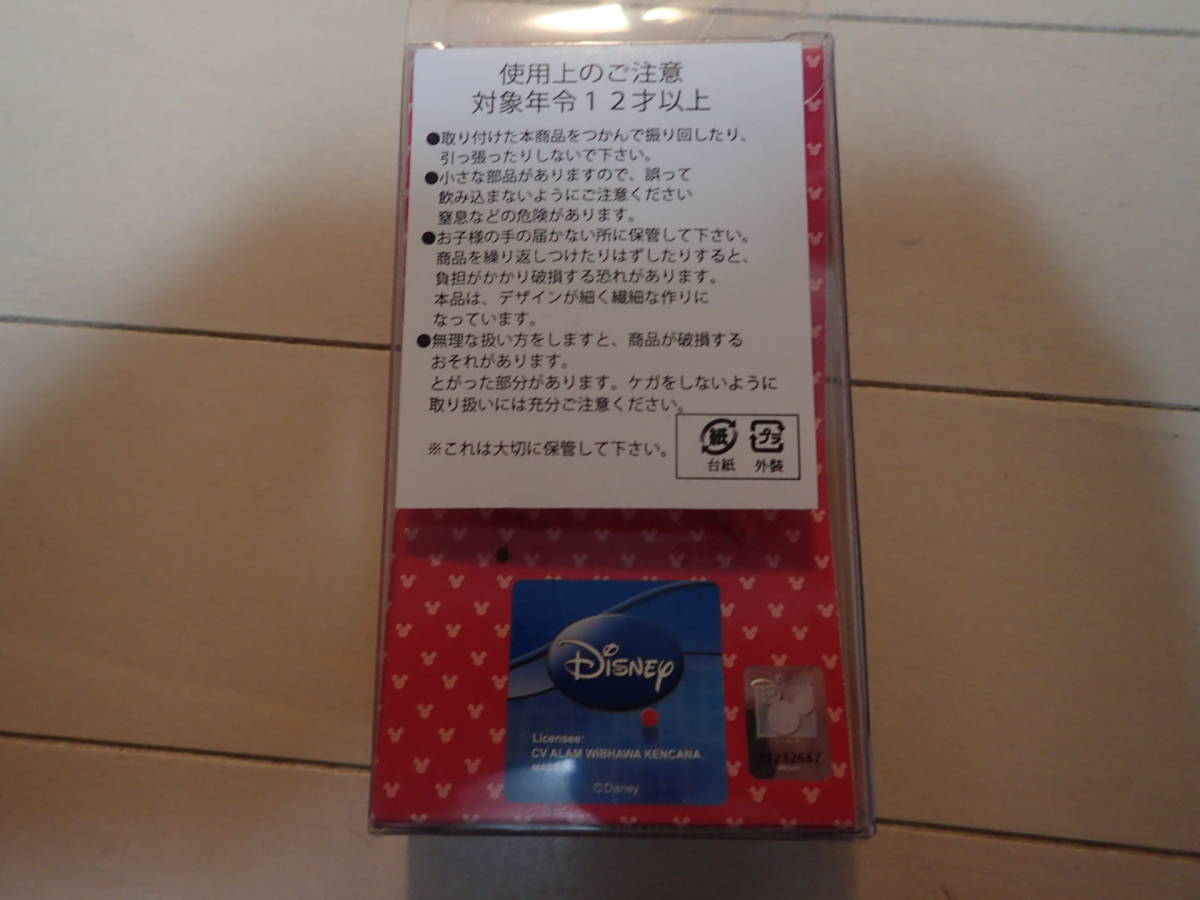 使用上のご注意
対象年令12才以上
●取り付けた本商品をつかんで振り回したり、
引っ張ったりしないで下さい。
●小さな部品がありますので、誤って
飲み込まないようにご注意ください
窒息などの危険があります。
●お子様の手の届かない所に保管して下さい。
商品を繰り返しつけたりはずしたりすると、
負担がかかり破損する恐れがあります。
本品は、デザインが細く繊細な作りに
なっています。
●無理な扱い方をしますと、商品が破損する
おそれがあります。
とがった部分があります。ケガをしないように
取り扱いには充分ご注意ください。
※これは大切に保管して下さい。
紙 プラ
台紙 外装
Disney
Licensee:
CV ALAM WIBHAWA KENCANA
©Disney